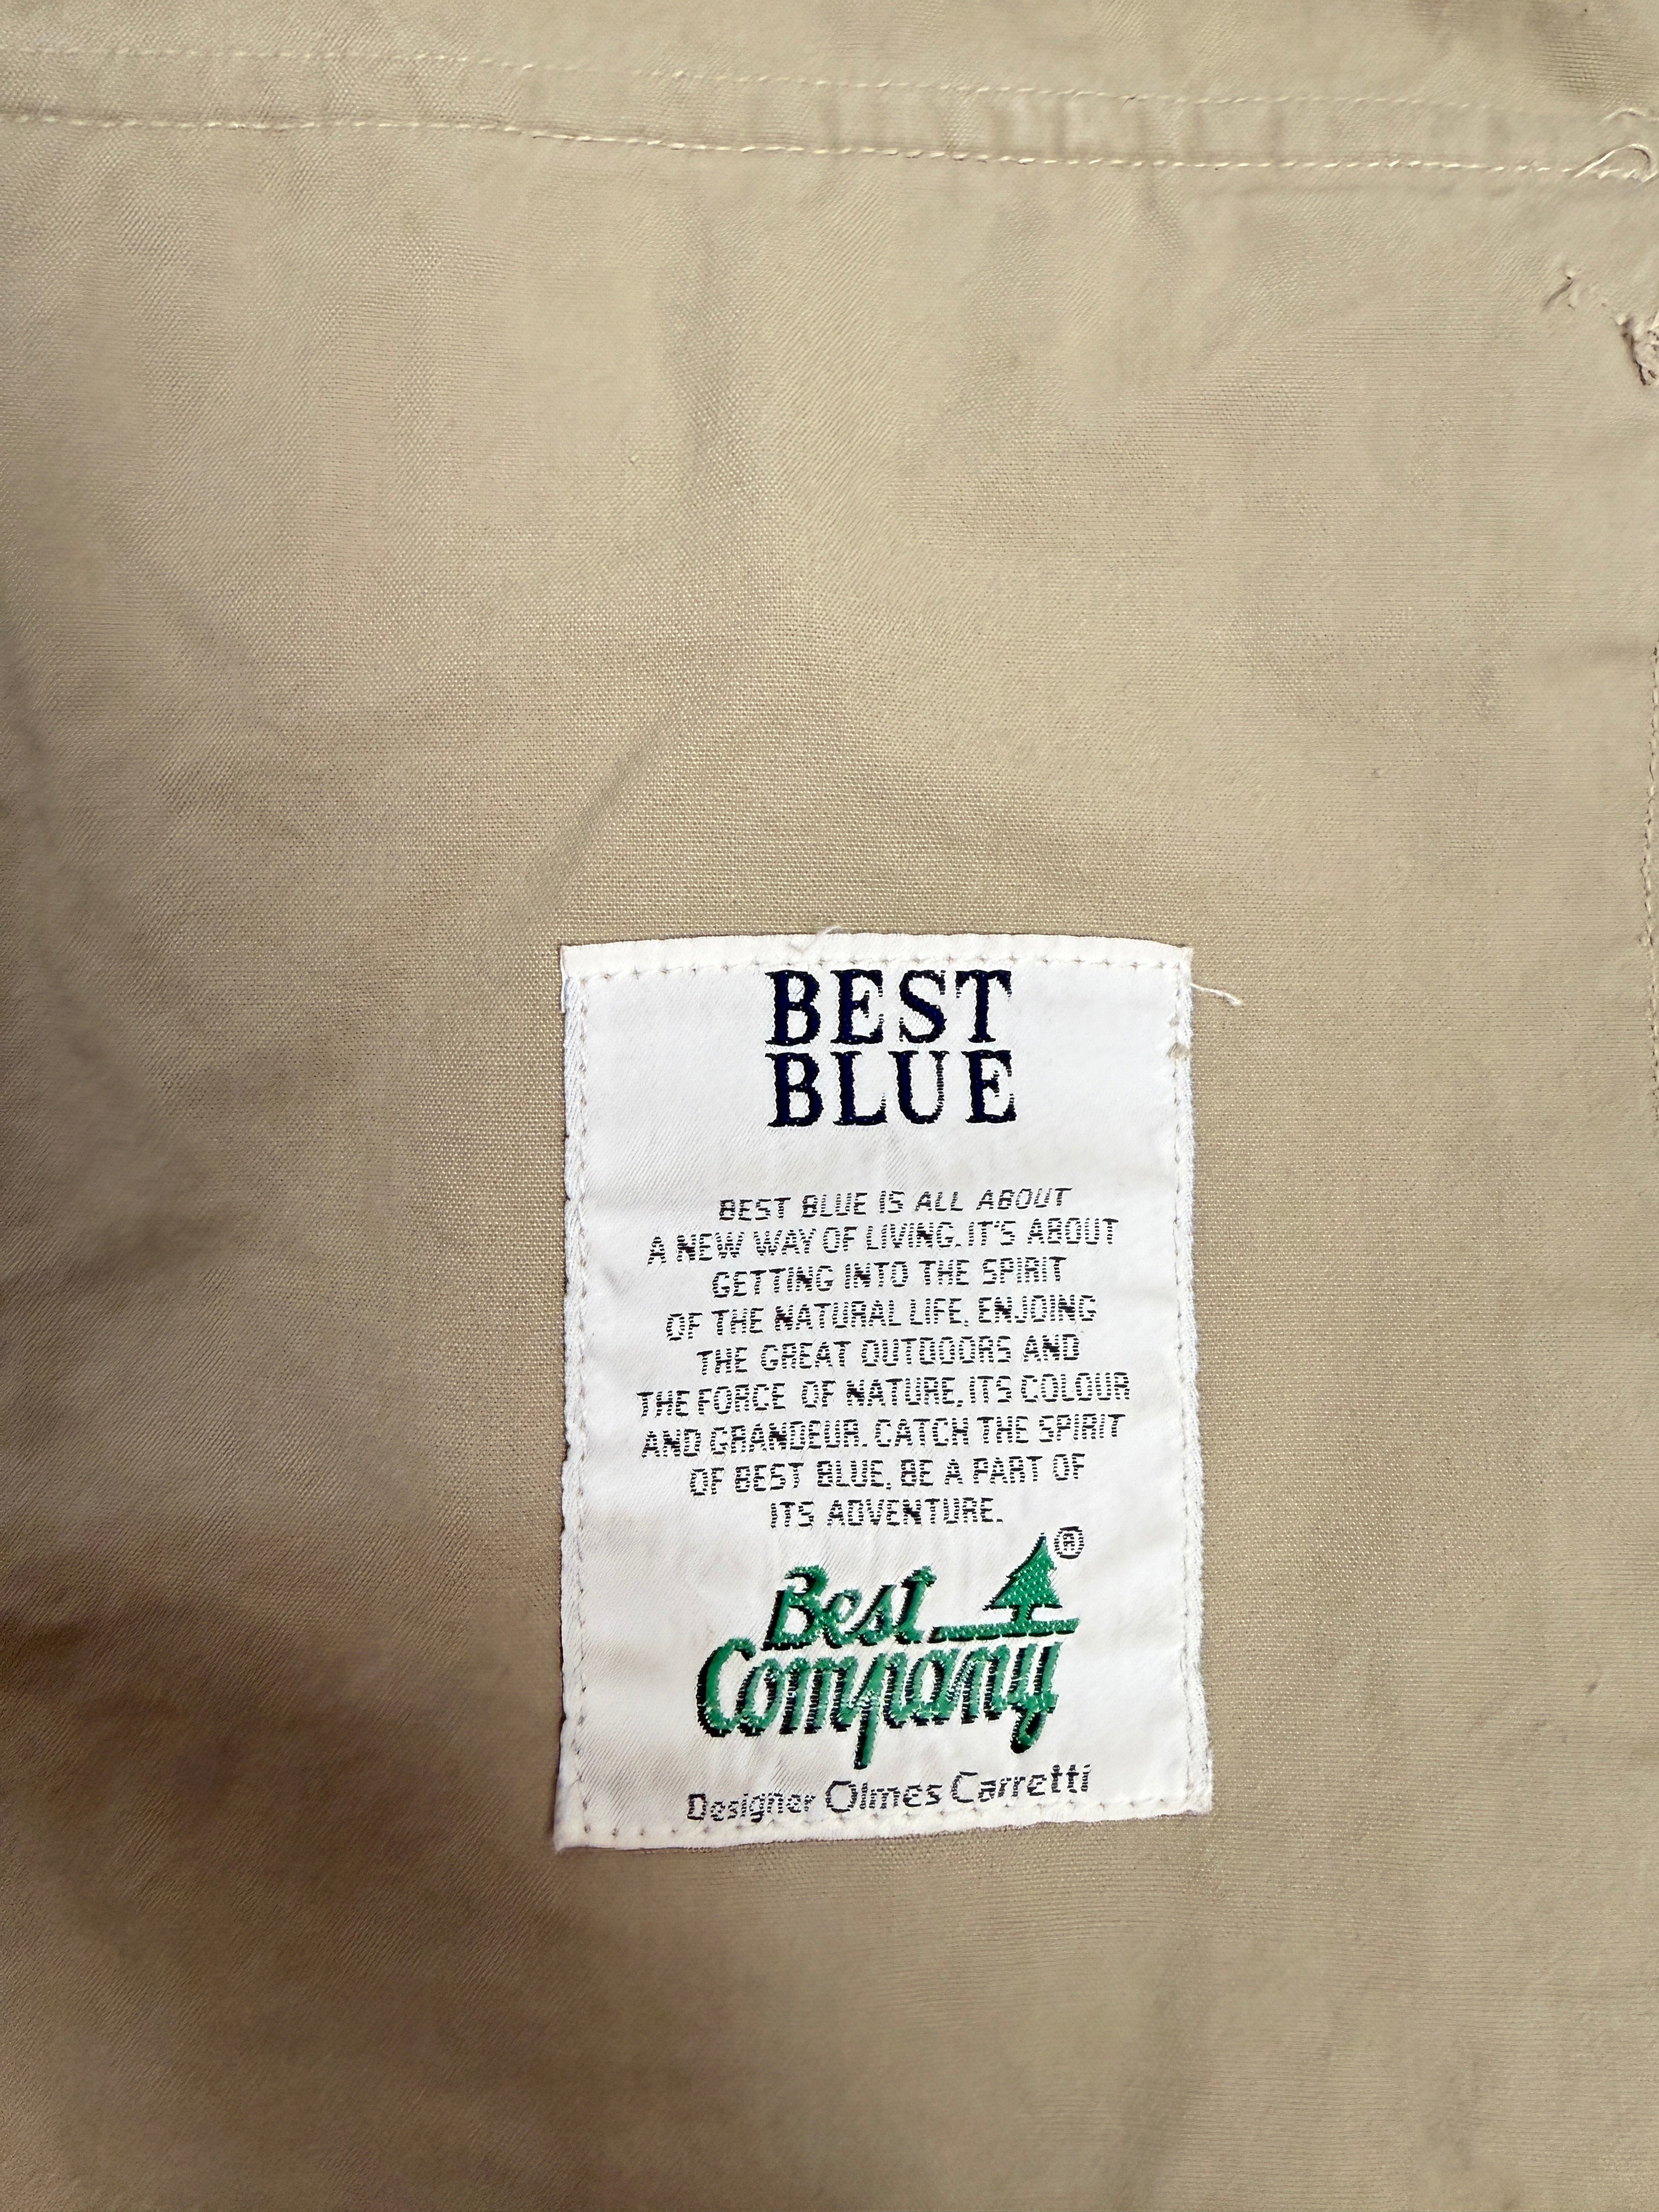 BEST
BLUE
BEST BLUE IS ALL ABOUT
A NEW WAY OF LIVING. IT'S ABOUT
GETTING INTO THE SPIRIT
OF THE NATURAL LIFE, ENJOING
THE GREAT OUTDOORS AND
THE FORCE OF NATURE, ITS COLOUR
AND GRANDEUR. CATCH THE SPIRIT
OF BEST BLUE, BE A PART OF
ITS ADVENTURE.
®
Best
Company
Designer Olmes Carretti